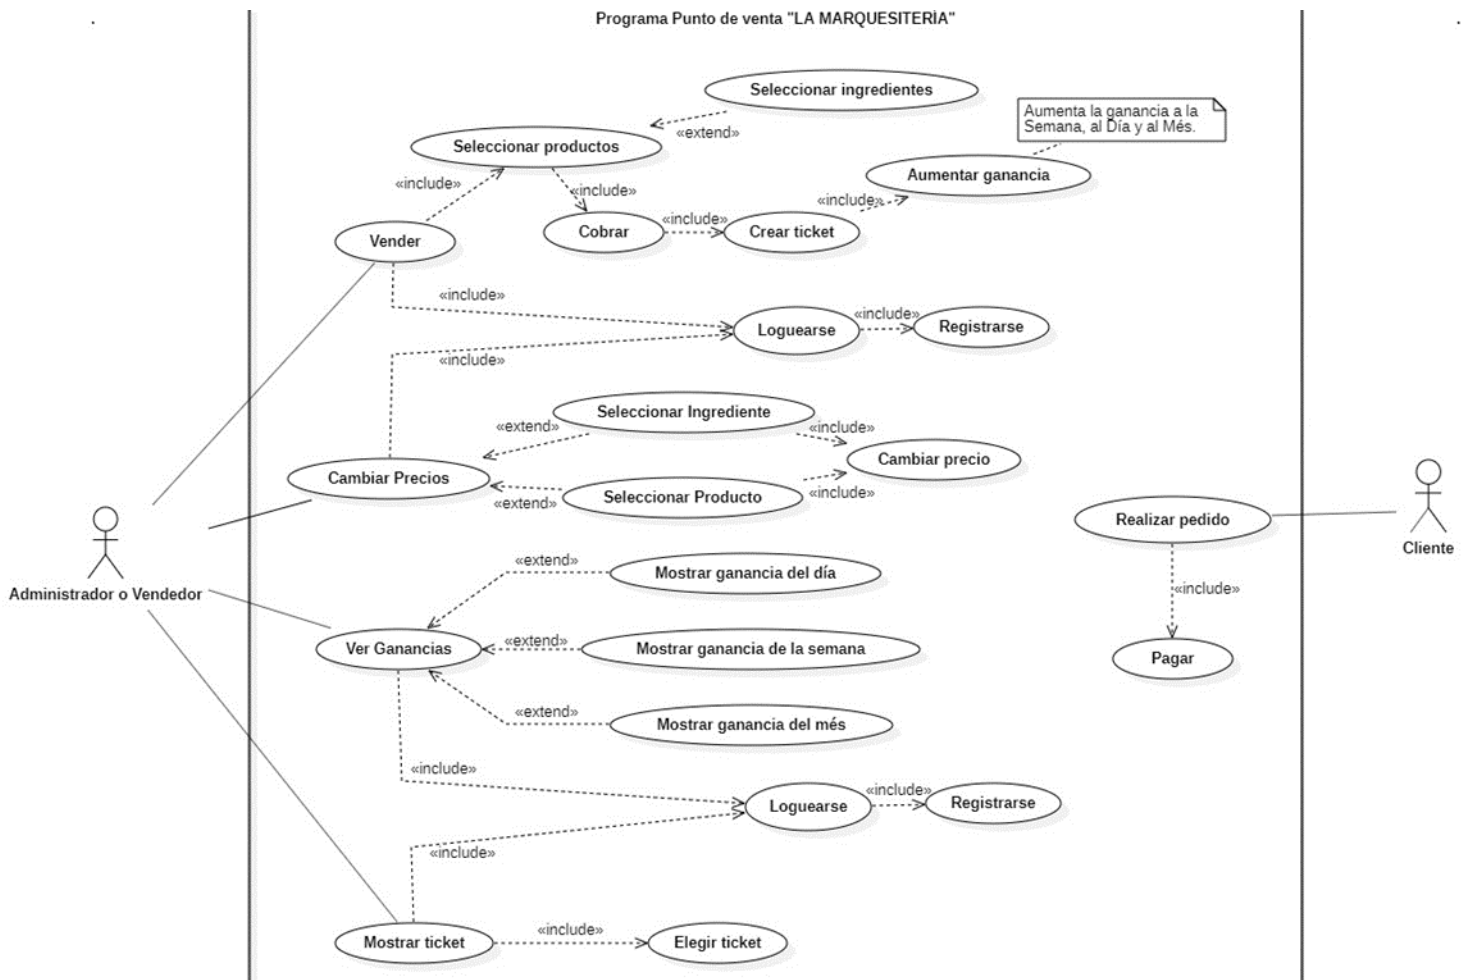 Programa Punto de venta "LA MARQUESITERÍA"
Seleccionar ingredientes
Aumenta la ganancia a la
Semana, al Día y al Més.
«extend»
Seleccionar productos
Aumentar ganancia
«include»
«include»
«include»
«include»
Vender
Cobrar
Crear ticket
«include»
Loguearse
«include»
Registrarse
«include»
Seleccionar Ingrediente
«extend»
«include»
Cambiar precio
Cambiar Precios
Seleccionar Producto
«extend»
«include»
Realizar pedido
Cliente
«extend»
Mostrar ganancia del día
Administrador o Vendedor
«include»
Ver Ganancias
«extend»
Mostrar ganancia de la semana
Pagar
«extend»
Mostrar ganancia del més
«include»
Loguearse
«include»
Registrarse
«include»
Mostrar ticket
«include»
Elegir ticket